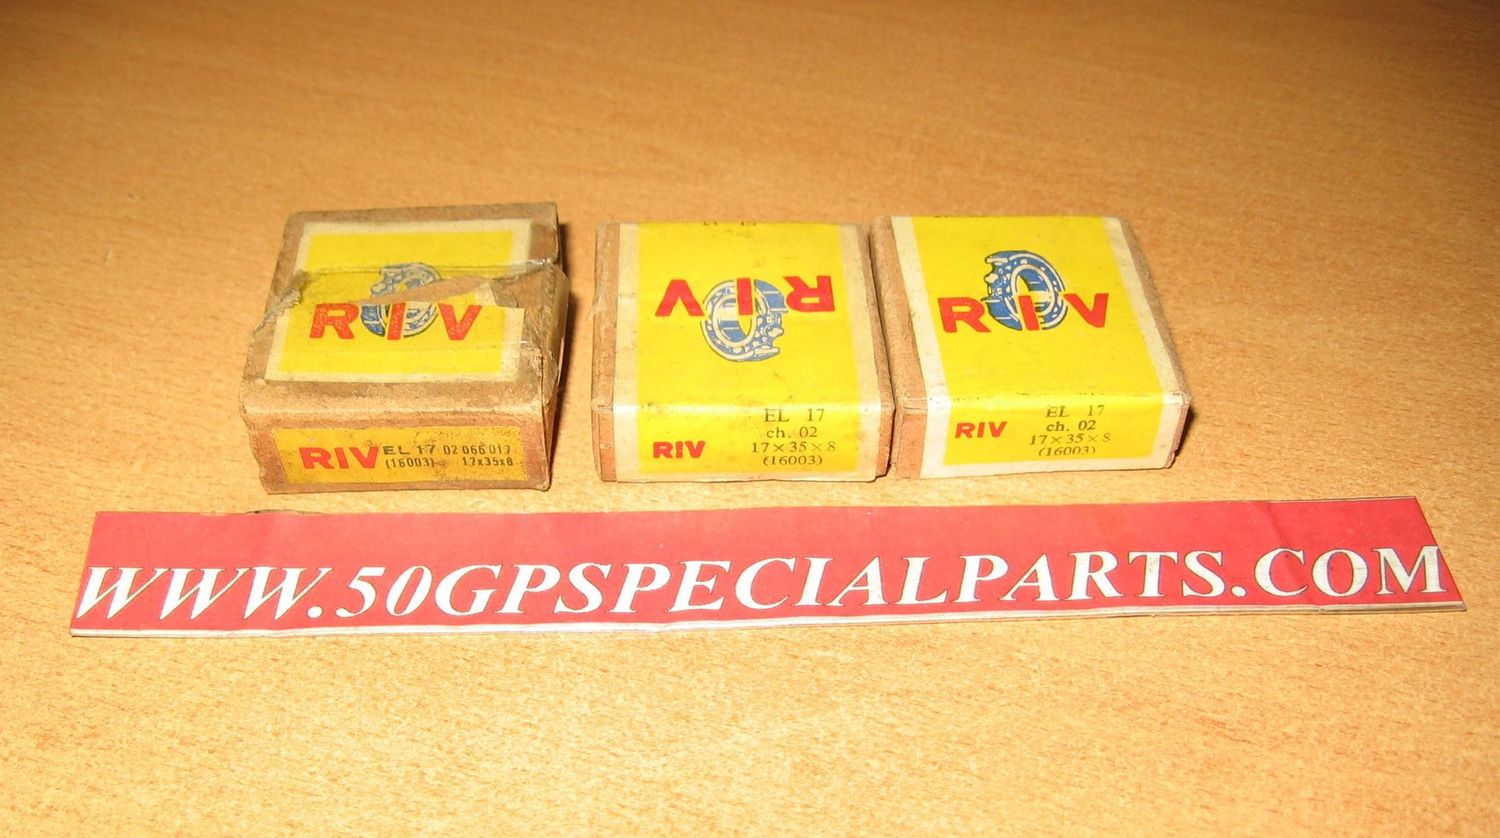 RIV
RIV EL 17 02 066 017
(16003) 17x35x8
RIV
EL 17
ch. 02
RIV 17×35×8
(16003)
RIV
EL 17
RIV ch. 02
17×35×8
(16003)
WWW.50GPSPECIALPARTS.COM